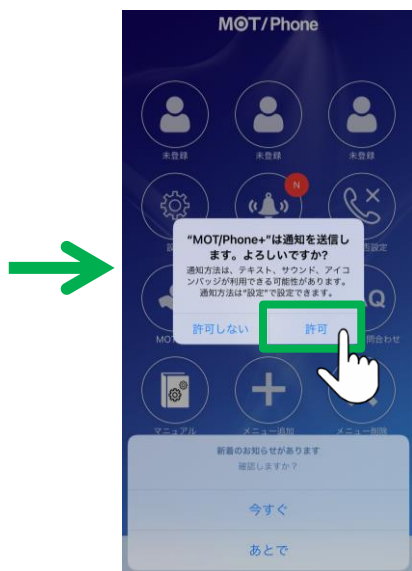 MOT/Phone
未登録
未登録
未登録
N
"MOT/Phone+"は通知を送信し
ます。よろしいですか?
通知方法は、テキスト、サウンド、アイコ
ンバッジが利用できる可能性があります。
通知方法は"設定"で設定できます。
許可しない
許可
MOT
Q
問合わせ
マニュアル
メニュー追加
メニュー削除
新着のお知らせがあります
確認しますか?
今すぐ
あとで